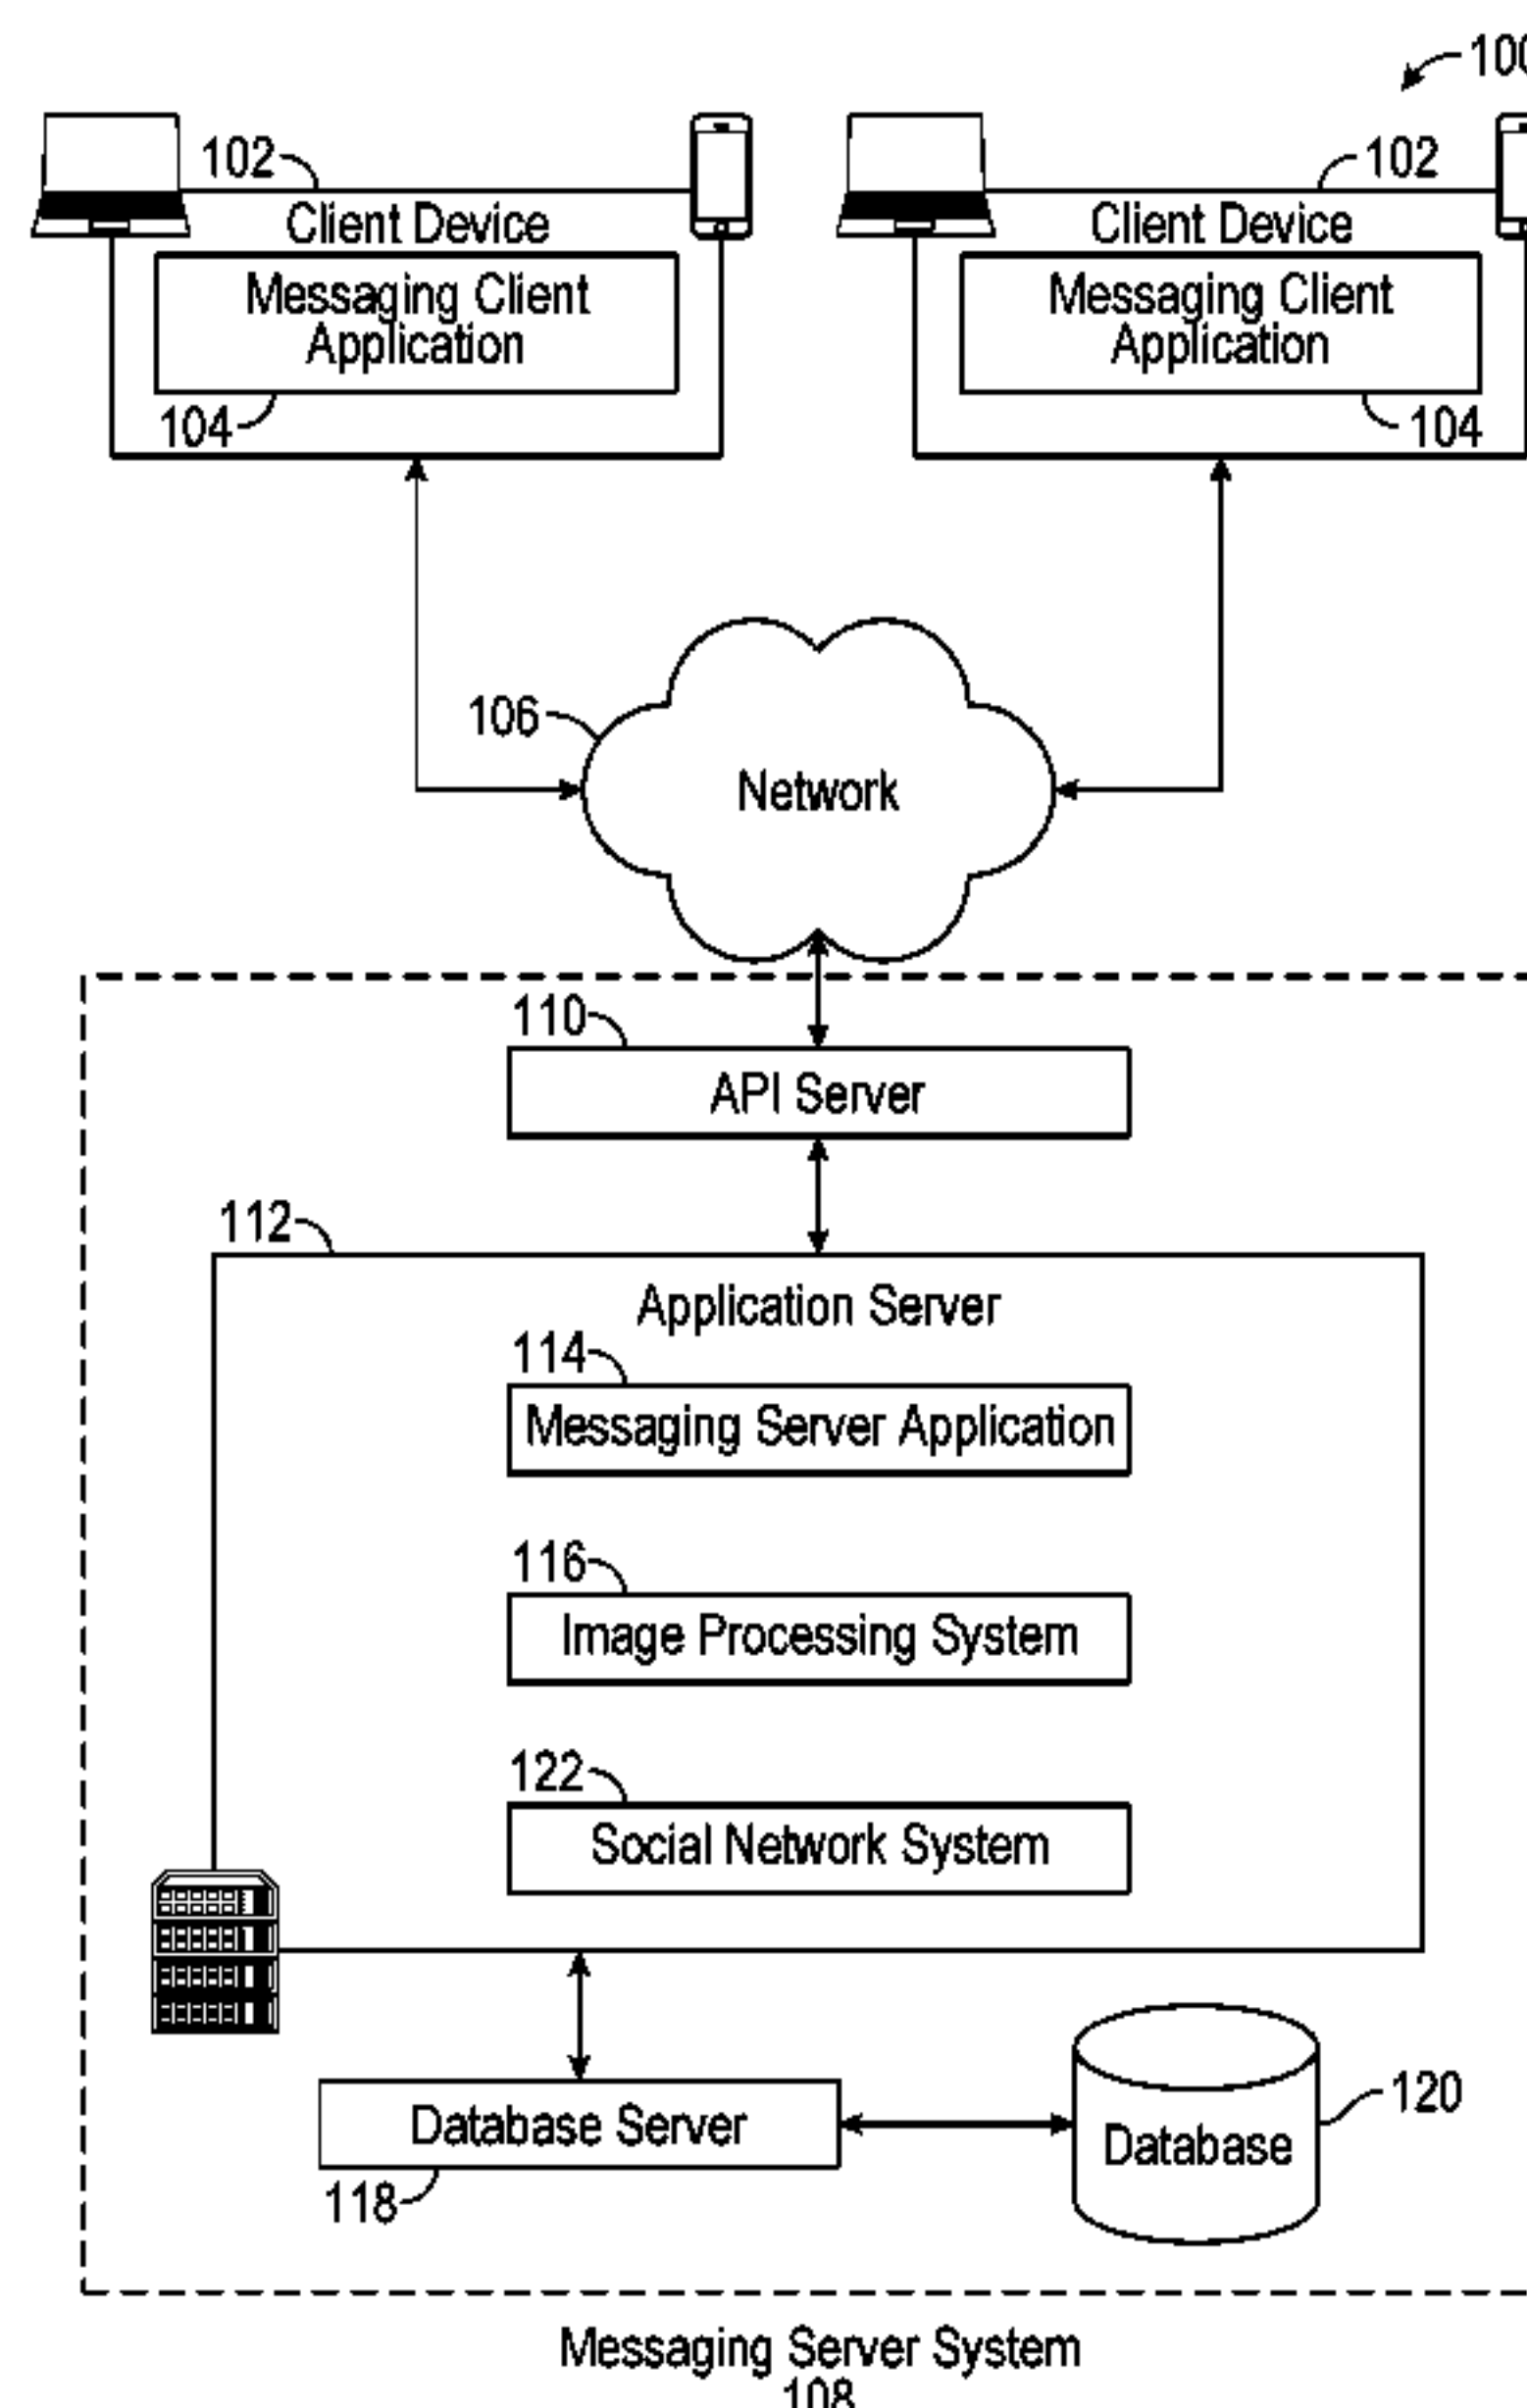 100
102
Client Device
Messaging Client
Application
104
102
Client Device
Messaging Client
Application
104
106
Network
110
API Server
112
Application Server
114
Messaging Server Application
116
Image Processing System
122
Social Network System
Database Server
118
Database
120
Messaging Server System
108